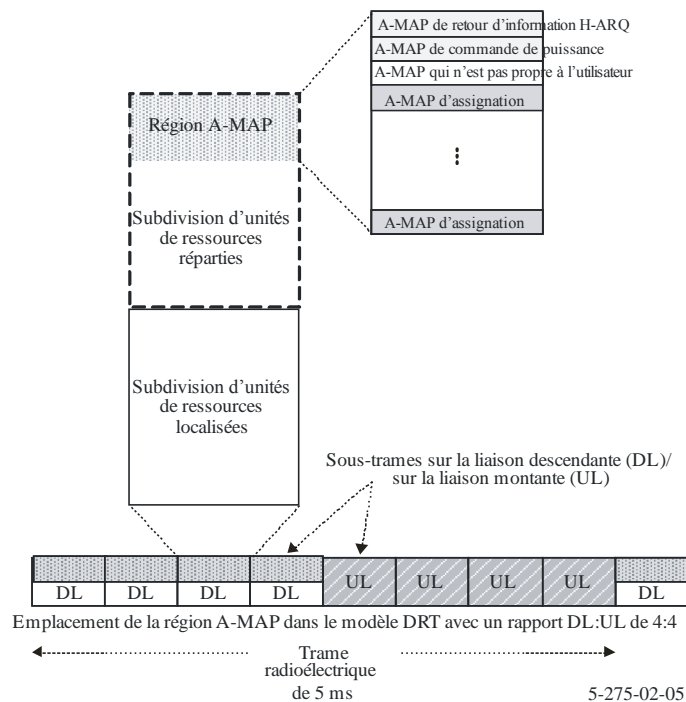 A-MAP de retour d'information H-ARQ
A-MAP de commande de puissance
A-MAP qui n'est pas propre à l'utilisateur
A-MAP d'assignation
A-MAP d'assignation
Région A-MAP
Subdivision d'unités
de ressources
réparties
Subdivision d'unités
de ressources
localisées
Sous-trames sur la liaison descendante (DL)/
sur la liaison montante (UL)
DL DL DL DL UL UL UL UL DL
Emplacement de la région A-MAP dans le modèle DRT avec un rapport DL:UL de 4:4
Trame
radioélectrique
de 5 ms
5-275-02-05